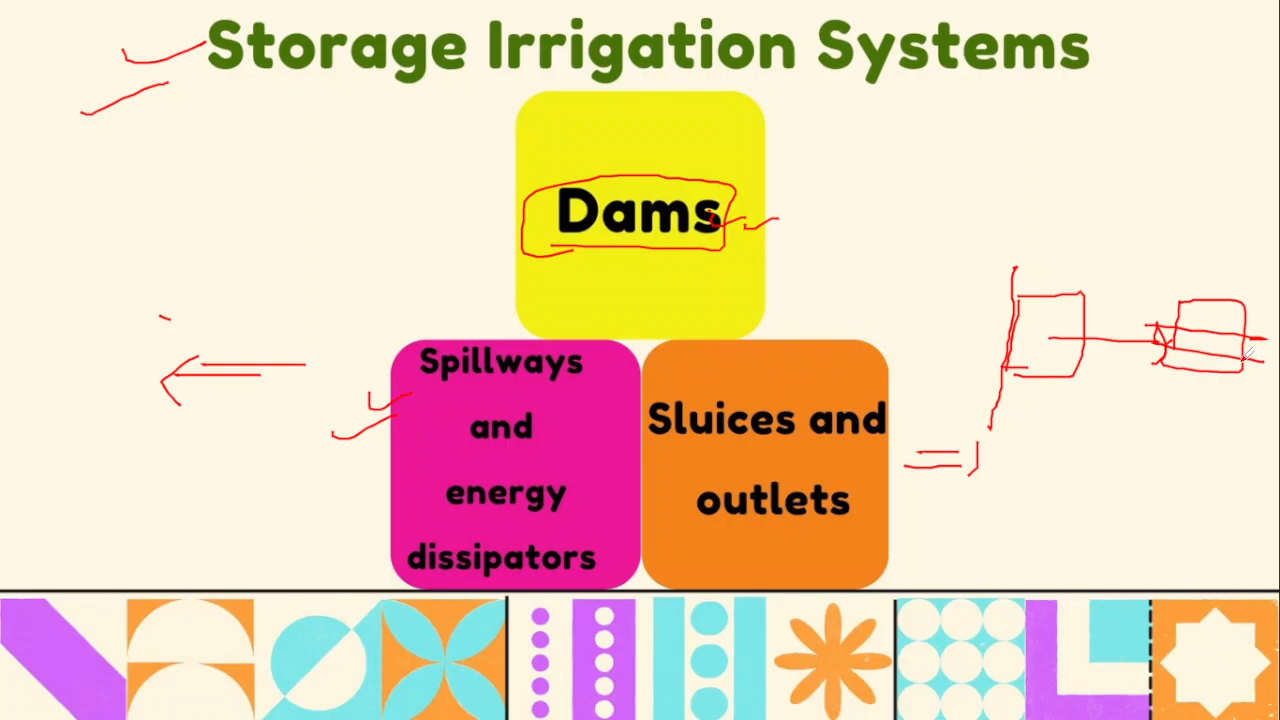 Storage Irrigation Systems
Dams
Spillways
and
energy
dissipators
Sluices and
outlets